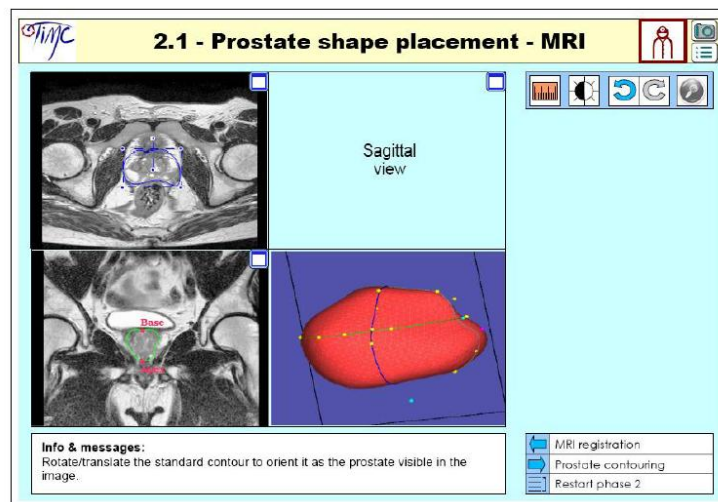 TiMC
2.1 - Prostate shape placement - MRI
Sagittal
view
Base
Info & messages:
Rotate/translate the standard contour to orient it as the prostate visible in the
image.
MRI registration
Prostate contouring
Restart phase 2